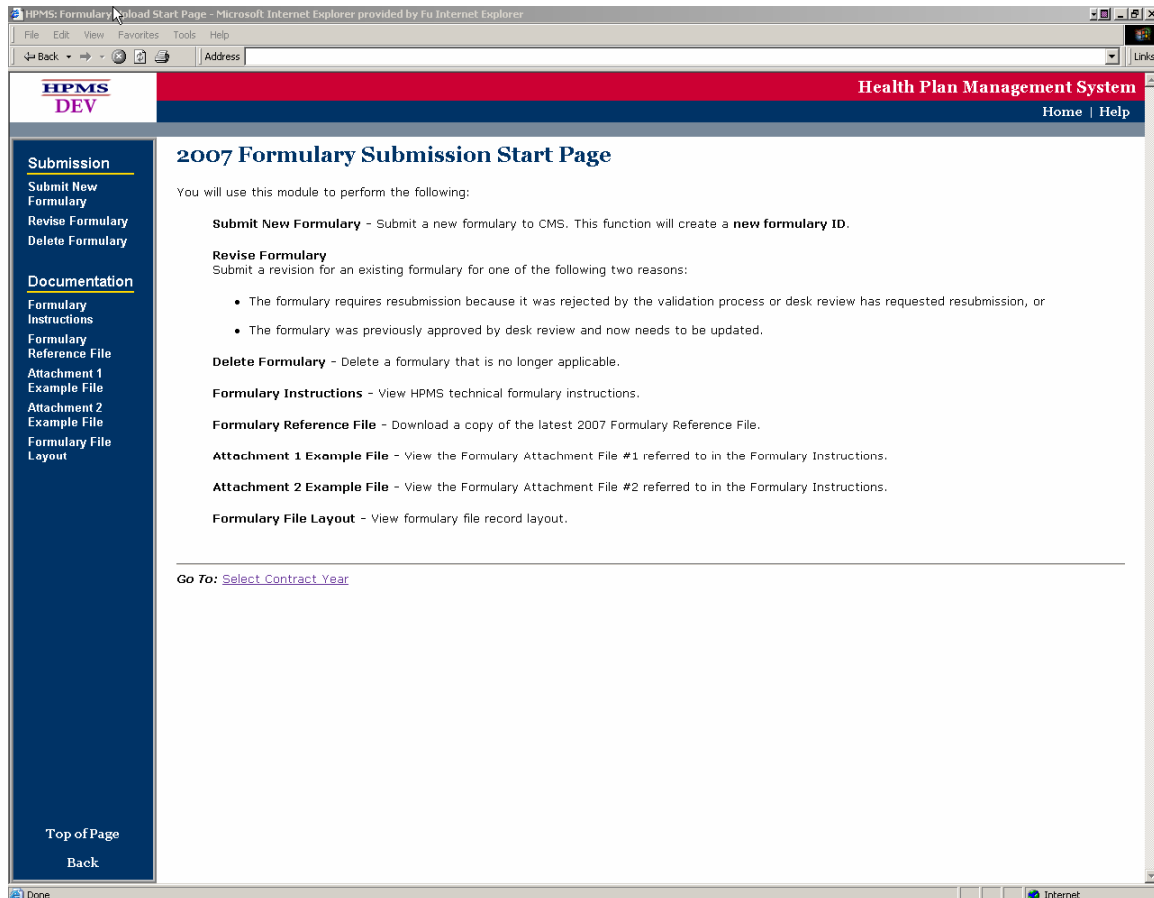 HPMS: Formulary Upload Start Page - Microsoft Internet Explorer provided by Fu Internet Explorer
File Edit View Favorites Tools Help
Back Address Links
HPMS
DEV
Health Plan Management System
Home | Help
Submission
Submit New
Formulary
Revise Formulary
Delete Formulary
Documentation
Formulary
Instructions
Formulary
Reference File
Attachment 1
Example File
Attachment 2
Example File
Formulary File
Layout
Top of Page
Back
2007 Formulary Submission Start Page
You will use this module to perform the following:
Submit New Formulary - Submit a new formulary to CMS. This function will create a new formulary ID.
Revise Formulary
Submit a revision for an existing formulary for one of the following two reasons:
• The formulary requires resubmission because it was rejected by the validation process or desk review has requested resubmission, or
• The formulary was previously approved by desk review and now needs to be updated.
Delete Formulary - Delete a formulary that is no longer applicable.
Formulary Instructions - View HPMS technical formulary instructions.
Formulary Reference File - Download a copy of the latest 2007 Formulary Reference File.
Attachment 1 Example File - View the Formulary Attachment File #1 referred to in the Formulary Instructions.
Attachment 2 Example File - View the Formulary Attachment File #2 referred to in the Formulary Instructions.
Formulary File Layout - View formulary file record layout.
Go To: Select Contract Year
Done Internet